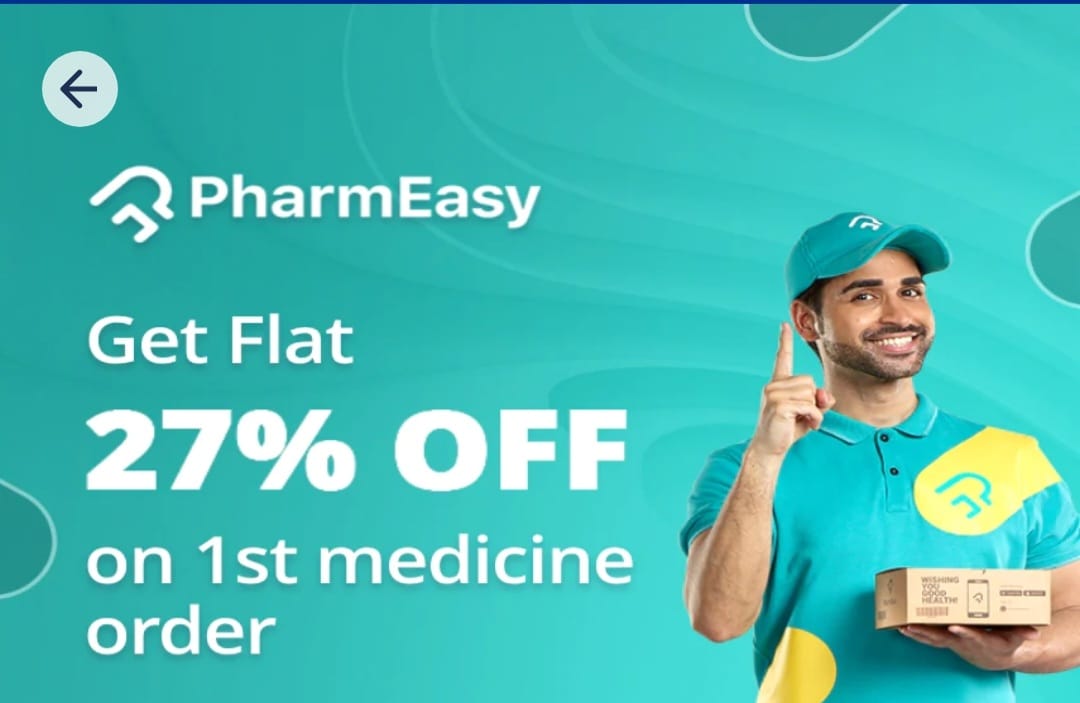 PharmEasy
Get Flat
27% OFF
on 1st medicine
order
WISHING
YOU
GOOD
HEALTH!